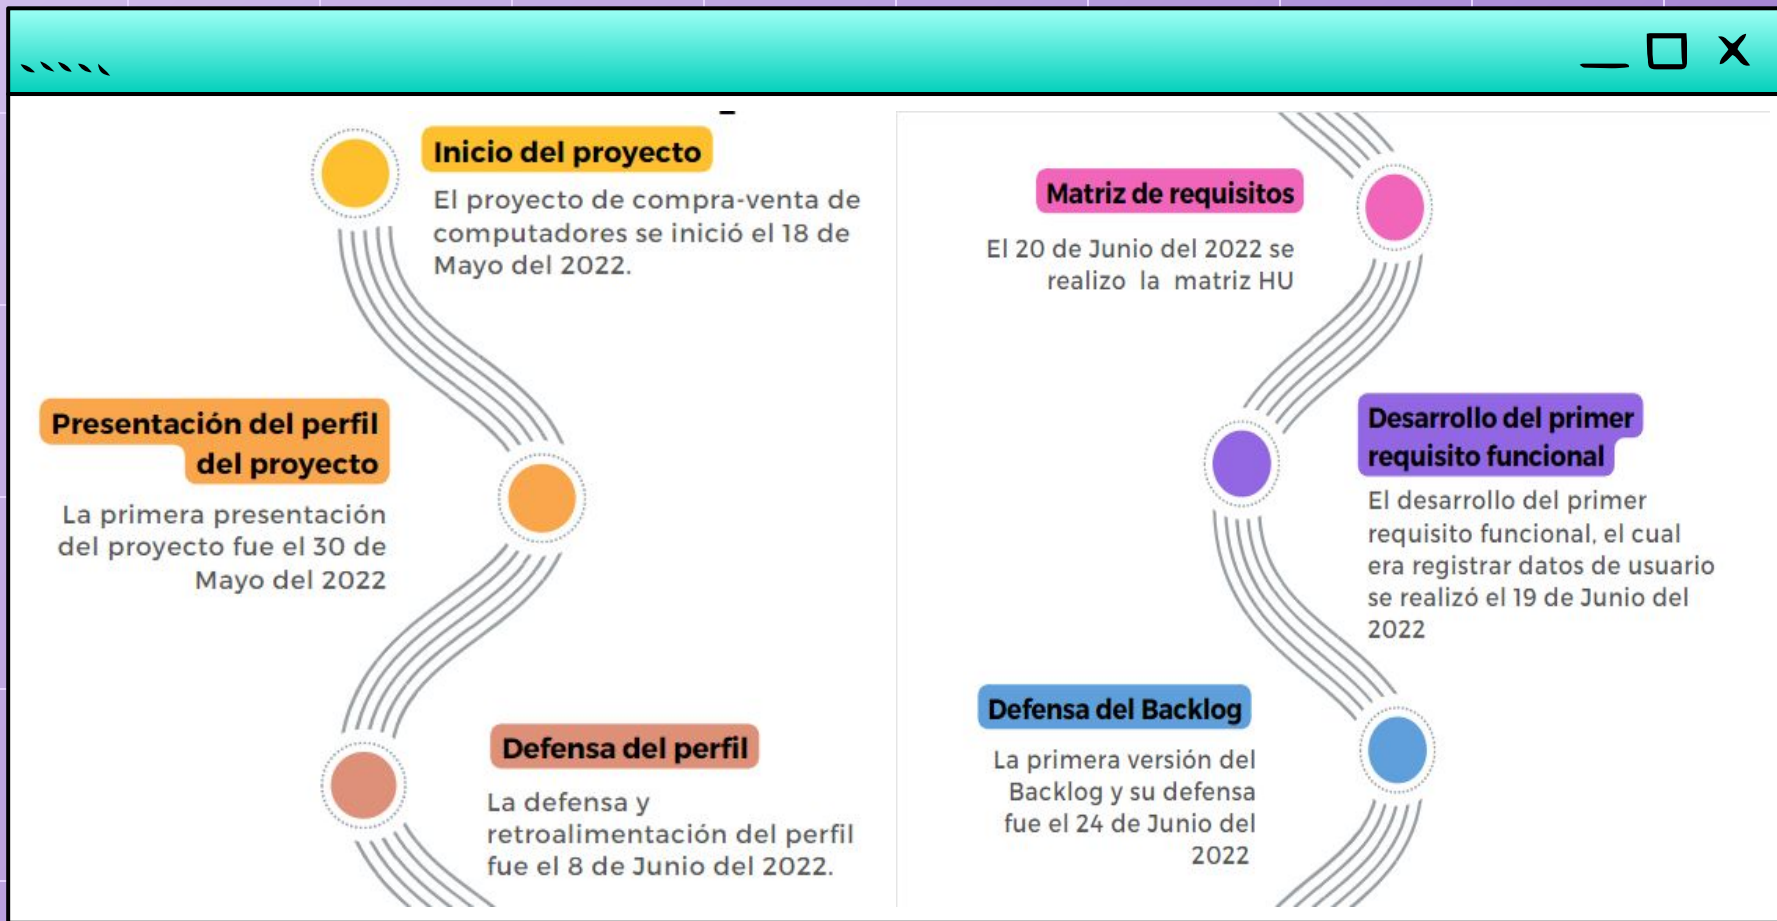 Inicio del proyecto
El proyecto de compra-venta de
computadores se inició el 18 de
Mayo del 2022.
Presentación del perfil
del proyecto
La primera presentación
del proyecto fue el 30 de
Mayo del 2022
Defensa del perfil
La defensa y
retroalimentación del perfil
fue el 8 de Junio del 2022.
Matriz de requisitos
El 20 de Junio del 2022 se
realizo la matriz HU
Desarrollo del primer
requisito funcional
El desarrollo del primer
requisito funcional, el cual
era registrar datos de usuario
se realizó el 19 de Junio del
2022
Defensa del Backlog
La primera versión del
Backlog y su defensa
fue el 24 de Junio del
2022